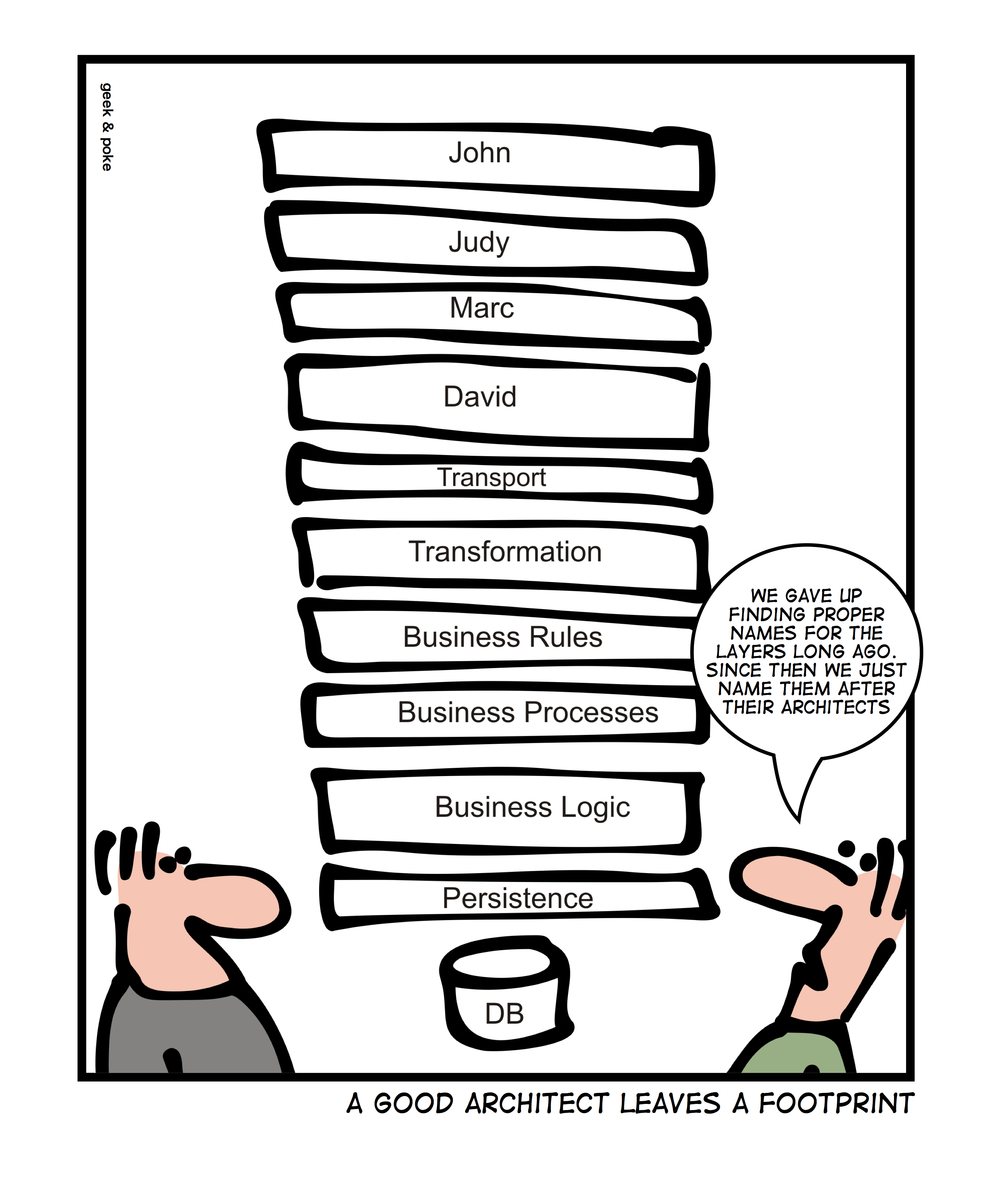 geek & poke
John
Judy
Marc
David
Transport
Transformation
Business Rules
Business Processes
Business Logic
Persistence
DB
WE GAVE UP
FINDING PROPER
NAMES FOR THE
LAYERS LONG AGO.
SINCE THEN WE JUST
NAME THEM AFTER
THEIR ARCHITECTS
A GOOD ARCHITECT LEAVES A FOOTPRINT